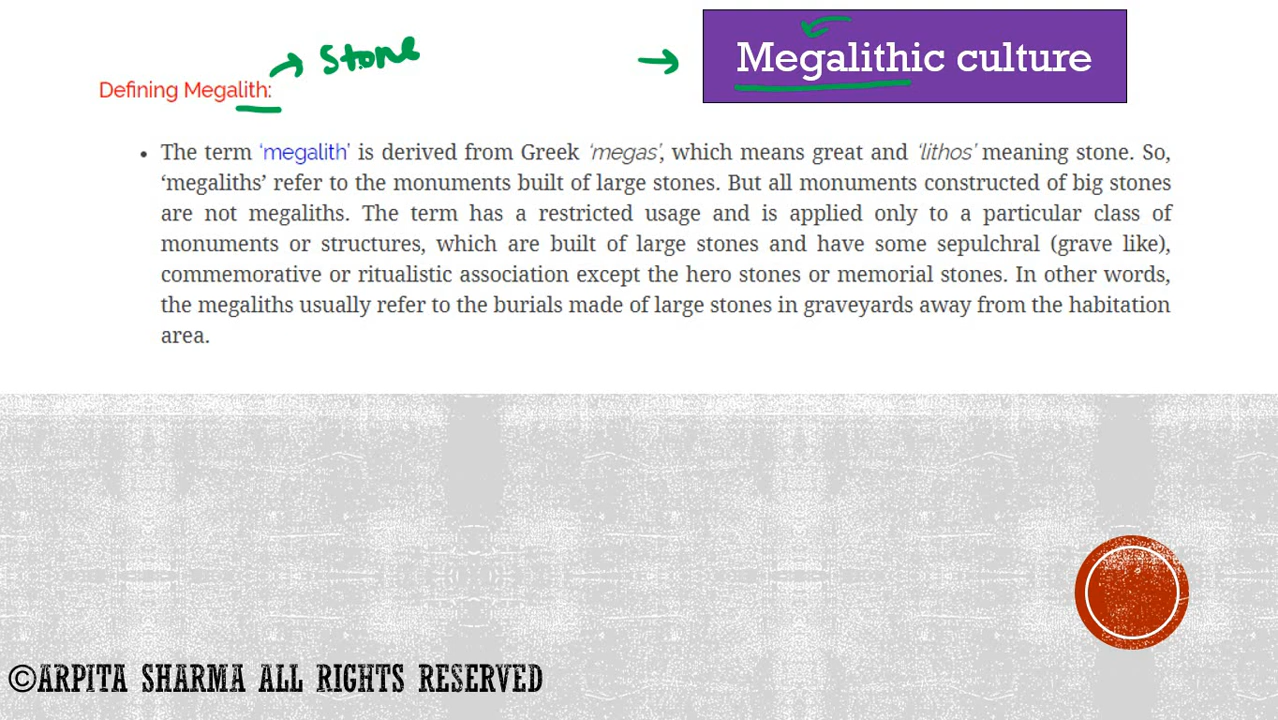 Stone
Megalithic culture
Defining Megalith:
• The term ‘megalith’ is derived from Greek ‘megas’, which means great and ‘lithos’ meaning stone. So,
‘megaliths’ refer to the monuments built of large stones. But all monuments constructed of big stones
are not megaliths. The term has a restricted usage and is applied only to a particular class of
monuments or structures, which are built of large stones and have some sepulchral (grave like),
commemorative or ritualistic association except the hero stones or memorial stones. In other words,
the megaliths usually refer to the burials made of large stones in graveyards away from the habitation
area.
©ARPITA SHARMA ALL RIGHTS RESERVED